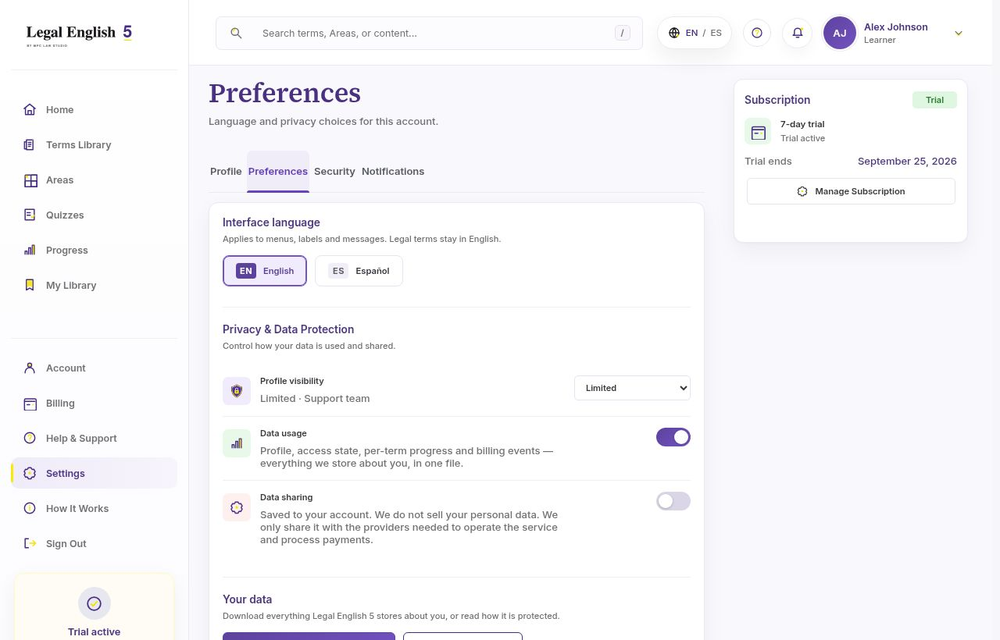 Legal English 5
BY MPC LAW STUDIO
Home
Terms Library
Areas
Quizzes
Progress
My Library
Account
Billing
Help & Support
Settings
How It Works
Sign Out
Trial active
Search terms, Areas, or content...
/
EN / ES
AJ
Alex Johnson
Learner
Preferences
Language and privacy choices for this account.
Profile Preferences Security Notifications
Interface language
Applies to menus, labels and messages. Legal terms stay in English.
EN English
ES Español
Privacy & Data Protection
Control how your data is used and shared.
Profile visibility
Limited · Support team
Limited
Data usage
Profile, access state, per-term progress and billing events —
everything we store about you, in one file.
Data sharing
Saved to your account. We do not sell your personal data. We
only share it with the providers needed to operate the service
and process payments.
Your data
Download everything Legal English 5 stores about you, or read how it is protected.
Subscription
Trial
7-day trial
Trial active
Trial ends September 25, 2026
Manage Subscription